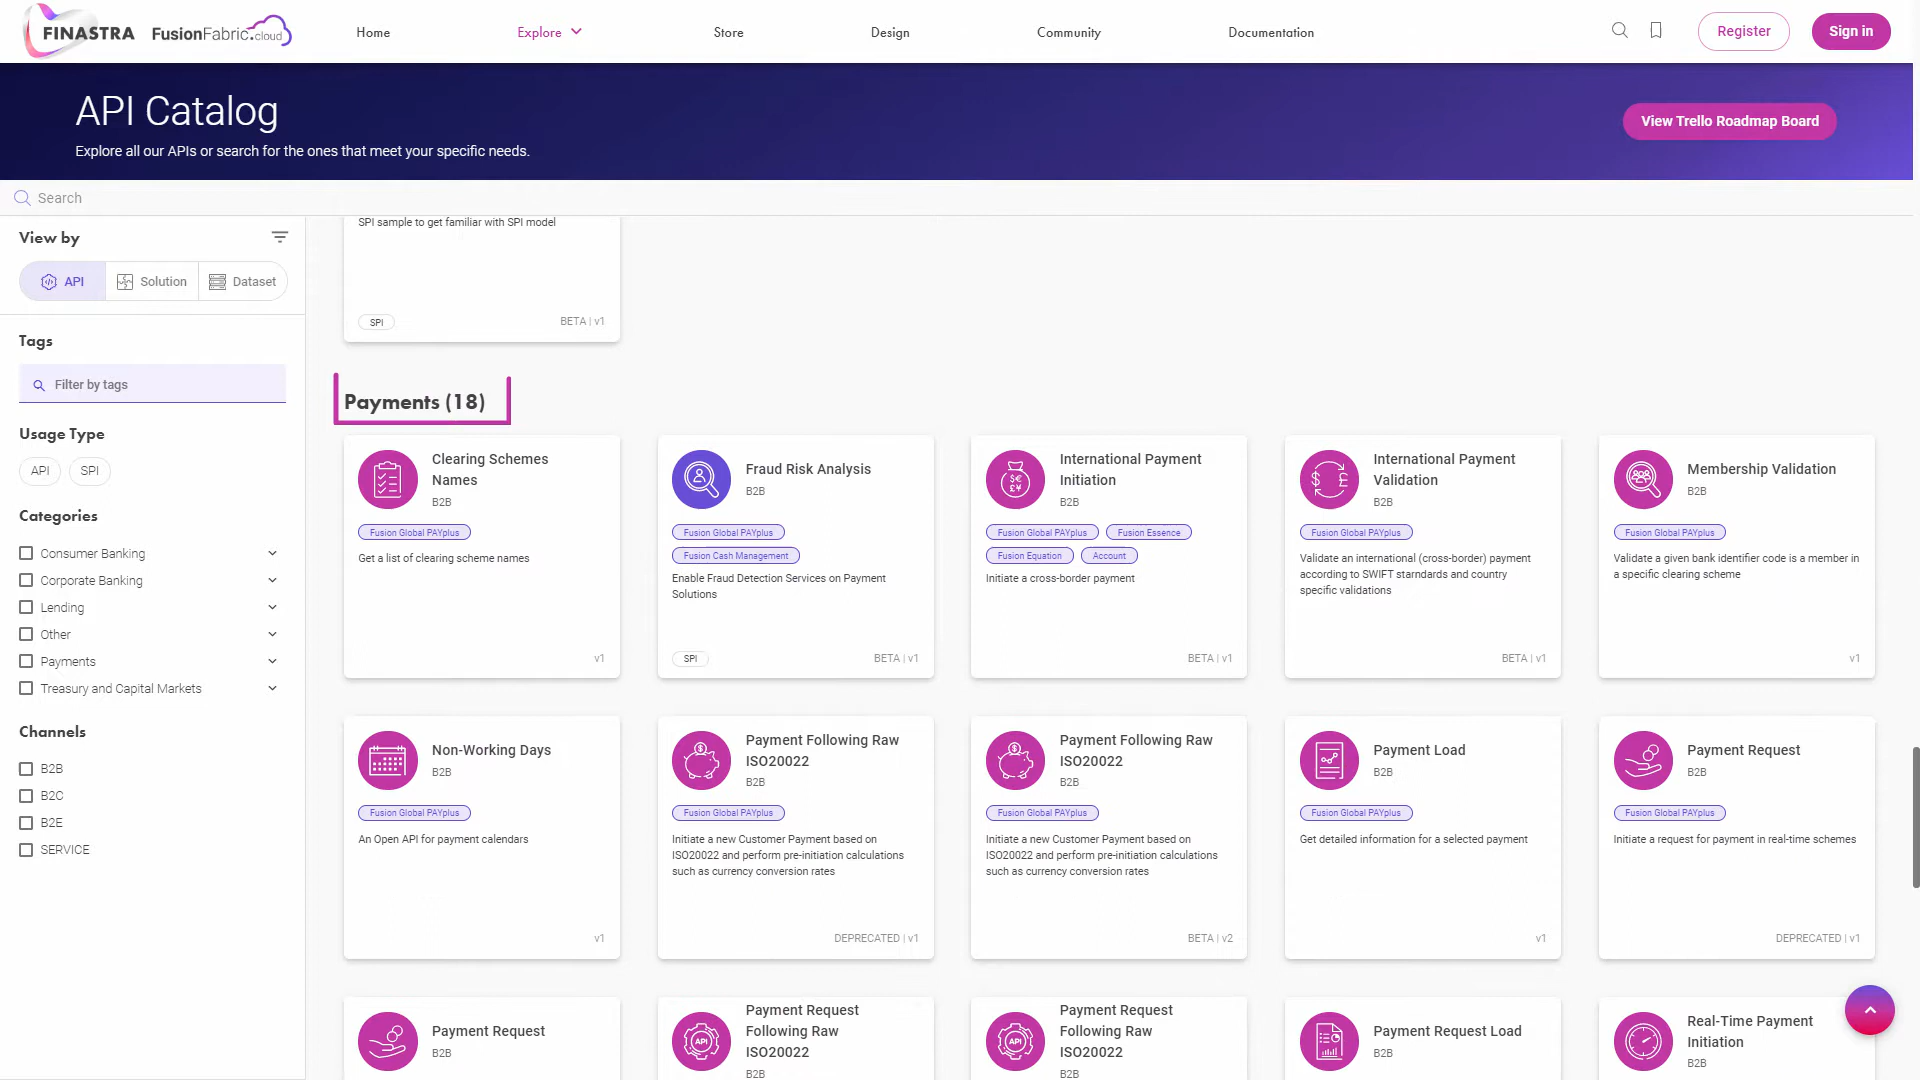 FINASTRA FusionFabric.cloud Home Explore Store Design Community Documentation Register Sign in
API Catalog
Explore all our APIs or search for the ones that meet your specific needs.
View Trello Roadmap Board
Search
View by
API Solution Dataset
Tags
Filter by tags
Usage Type
API SPI
Categories
Consumer Banking
Corporate Banking
Lending
Other
Payments
Treasury and Capital Markets
Channels
B2B
B2C
B2E
SERVICE
SPI sample to get familiar with SPI model
SPI BETA | v1
Payments (18)
Clearing Schemes
Names
B2B
Fusion Global PAYplus
Get a list of clearing scheme names
v1
Fraud Risk Analysis
B2B
Fusion Global PAYplus
Fusion Cash Management
Enable Fraud Detection Services on Payment
Solutions
SPI BETA | v1
International Payment
Initiation
B2B
Fusion Global PAYplus Fusion Essence
Fusion Equation Account
Initiate a cross-border payment
BETA | v1
International Payment
Validation
B2B
Fusion Global PAYplus
Validate an international (cross-border) payment
according to SWIFT starndards and country
specific validations
BETA | v1
Membership Validation
B2B
Fusion Global PAYplus
Validate a given bank identifier code is a member in
a specific clearing scheme
v1
Non-Working Days
B2B
Fusion Global PAYplus
An Open API for payment calendars
v1
Payment Following Raw
ISO20022
B2B
Fusion Global PAYplus
Initiate a new Customer Payment based on
ISO20022 and perform pre-initiation calculations
such as currency conversion rates
DEPRECATED | v1
Payment Following Raw
ISO20022
B2B
Fusion Global PAYplus
Initiate a new Customer Payment based on
ISO20022 and perform pre-initiation calculations
such as currency conversion rates
BETA | v2
Payment Load
B2B
Fusion Global PAYplus
Get detailed information for a selected payment
v1
Payment Request
B2B
Fusion Global PAYplus
Initiate a request for payment in real-time schemes
DEPRECATED | v1
Payment Request
B2B
Payment Request
Following Raw
ISO20022
B2B
API
Payment Request
Following Raw
ISO20022
B2B
API
Payment Request Load
B2B
Real-Time Payment
Initiation
B2B